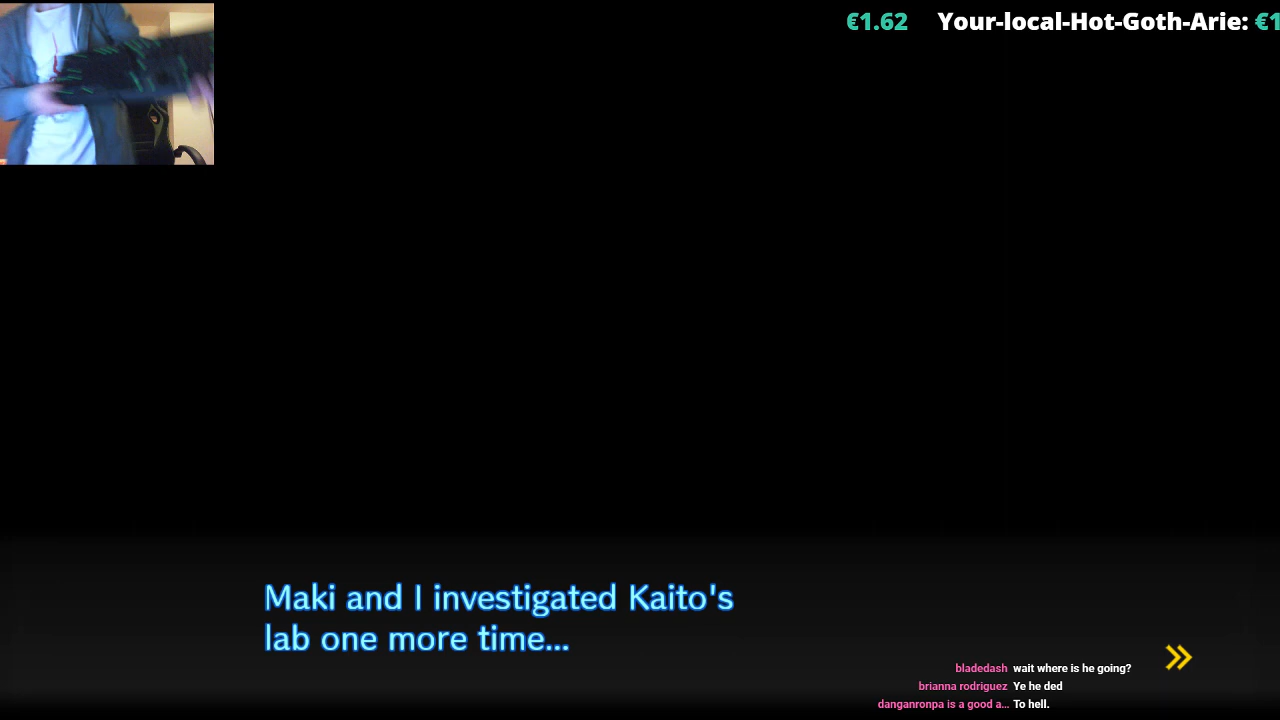 €1.62 Your-local-Hot-Goth-Arie: €1
Maki and I investigated Kaito's
lab one more time...
bladedash wait where is he going?
brianna rodriguez Ye he ded
danganronpa is a good a... To hell.